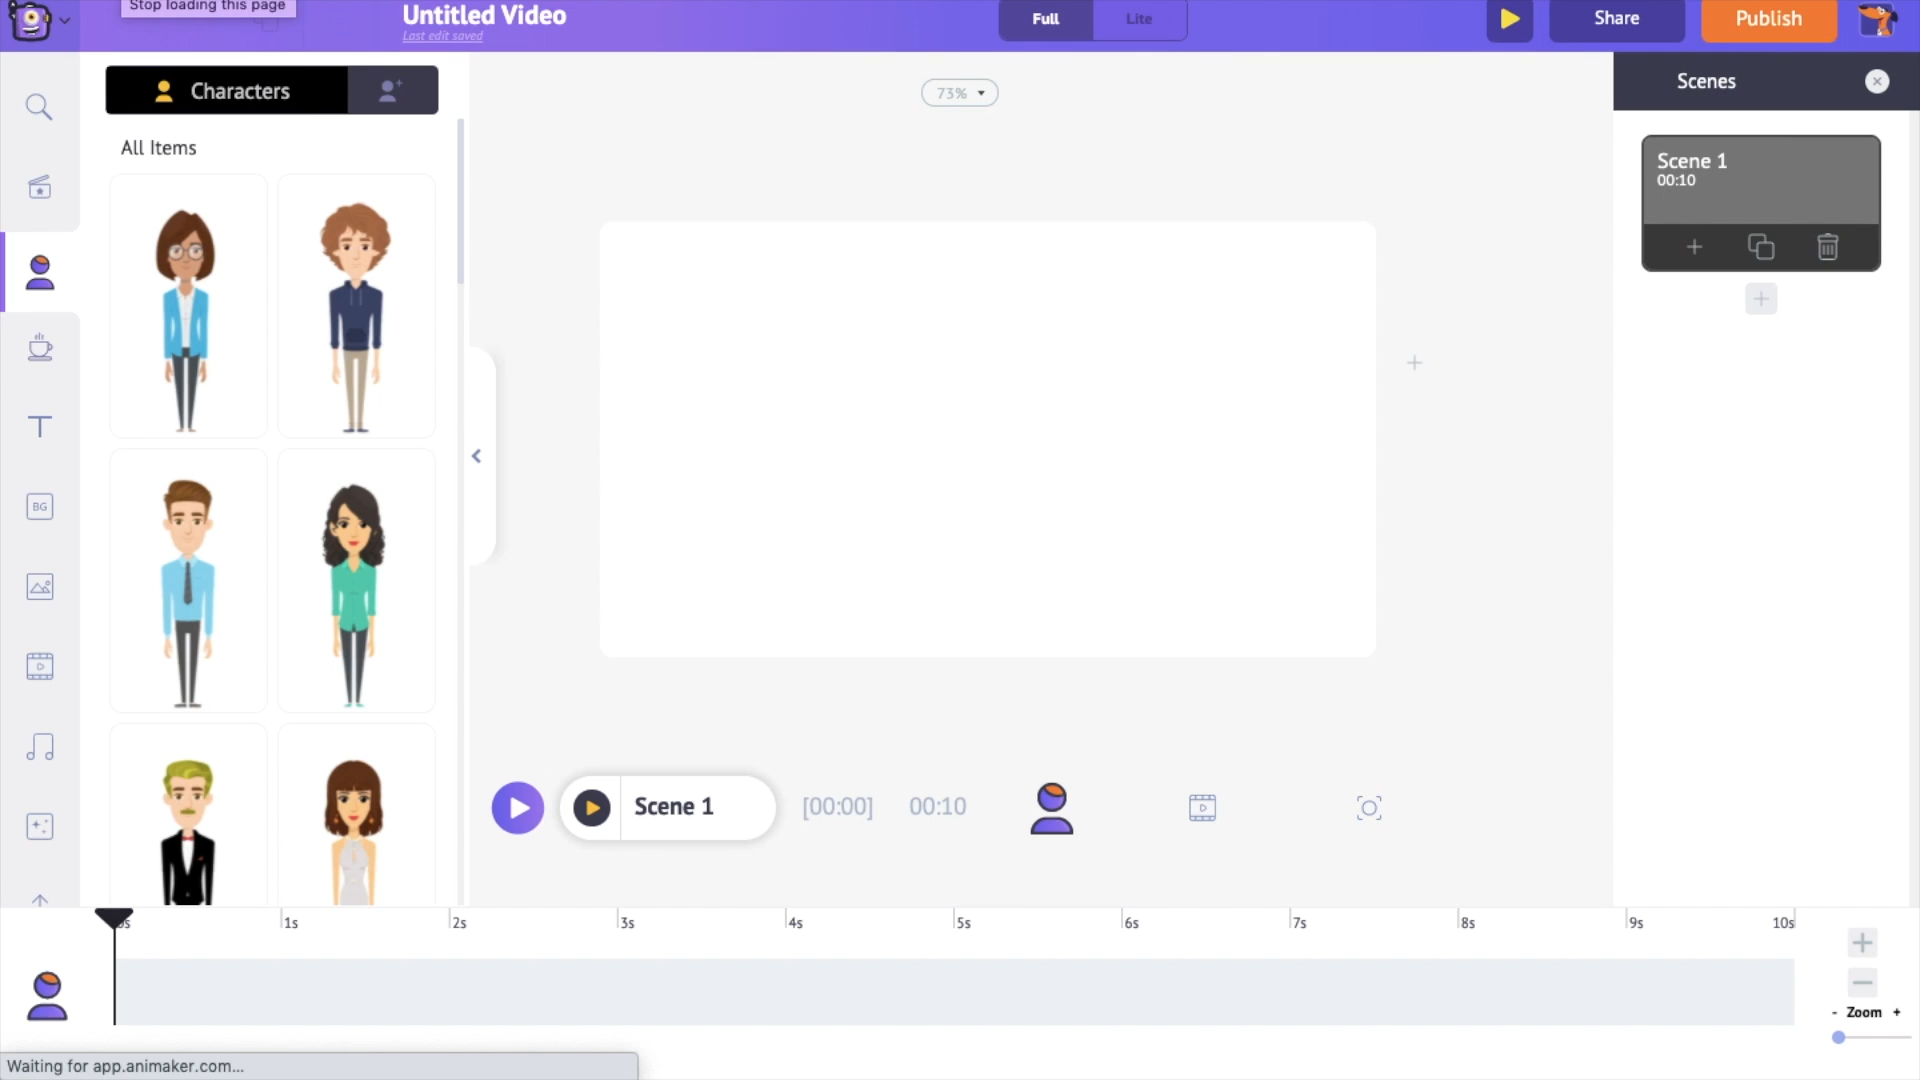 Stop loading this page
Untitled Video
Last edit saved
Full
Lite
Share
Publish
Characters
All Items
73%
Scenes
Scene 1
00:10
T
BG
Scene 1
[00:00]
00:10
0s
1s
2s
3s
4s
5s
6s
7s
8s
9s
10s
- Zoom +
Waiting for app.animaker.com...